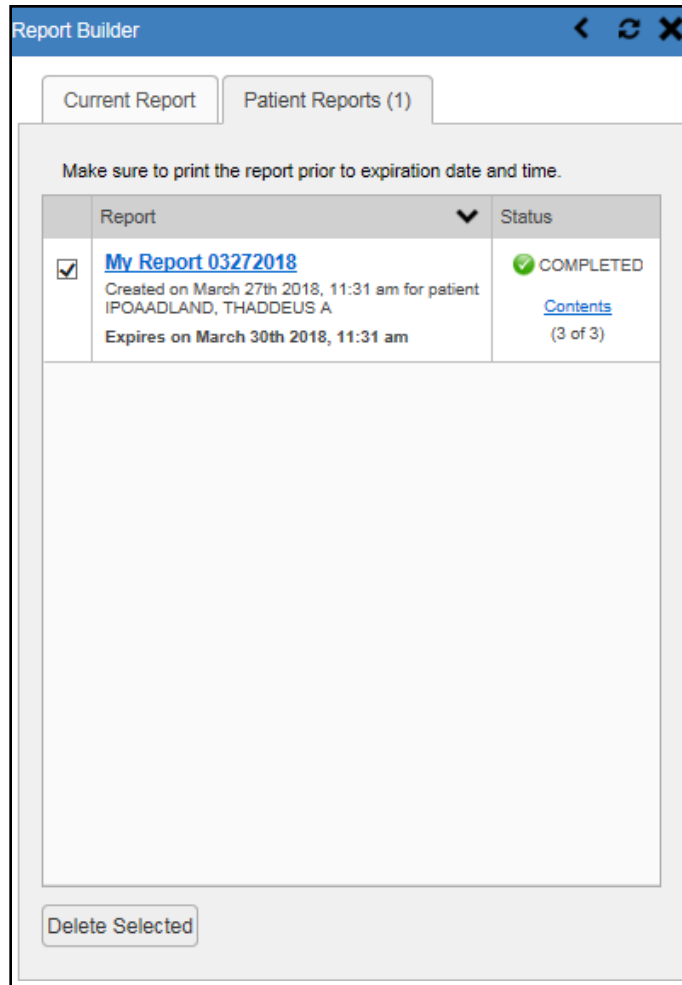 Report Builder
Current Report
Patient Reports (1)
Make sure to print the report prior to expiration date and time.
Report
Status
My Report 03272018
Created on March 27th 2018, 11:31 am for patient
IPOAADLAND, THADDEUS A
Expires on March 30th 2018, 11:31 am
COMPLETED
Contents
(3 of 3)
Delete Selected